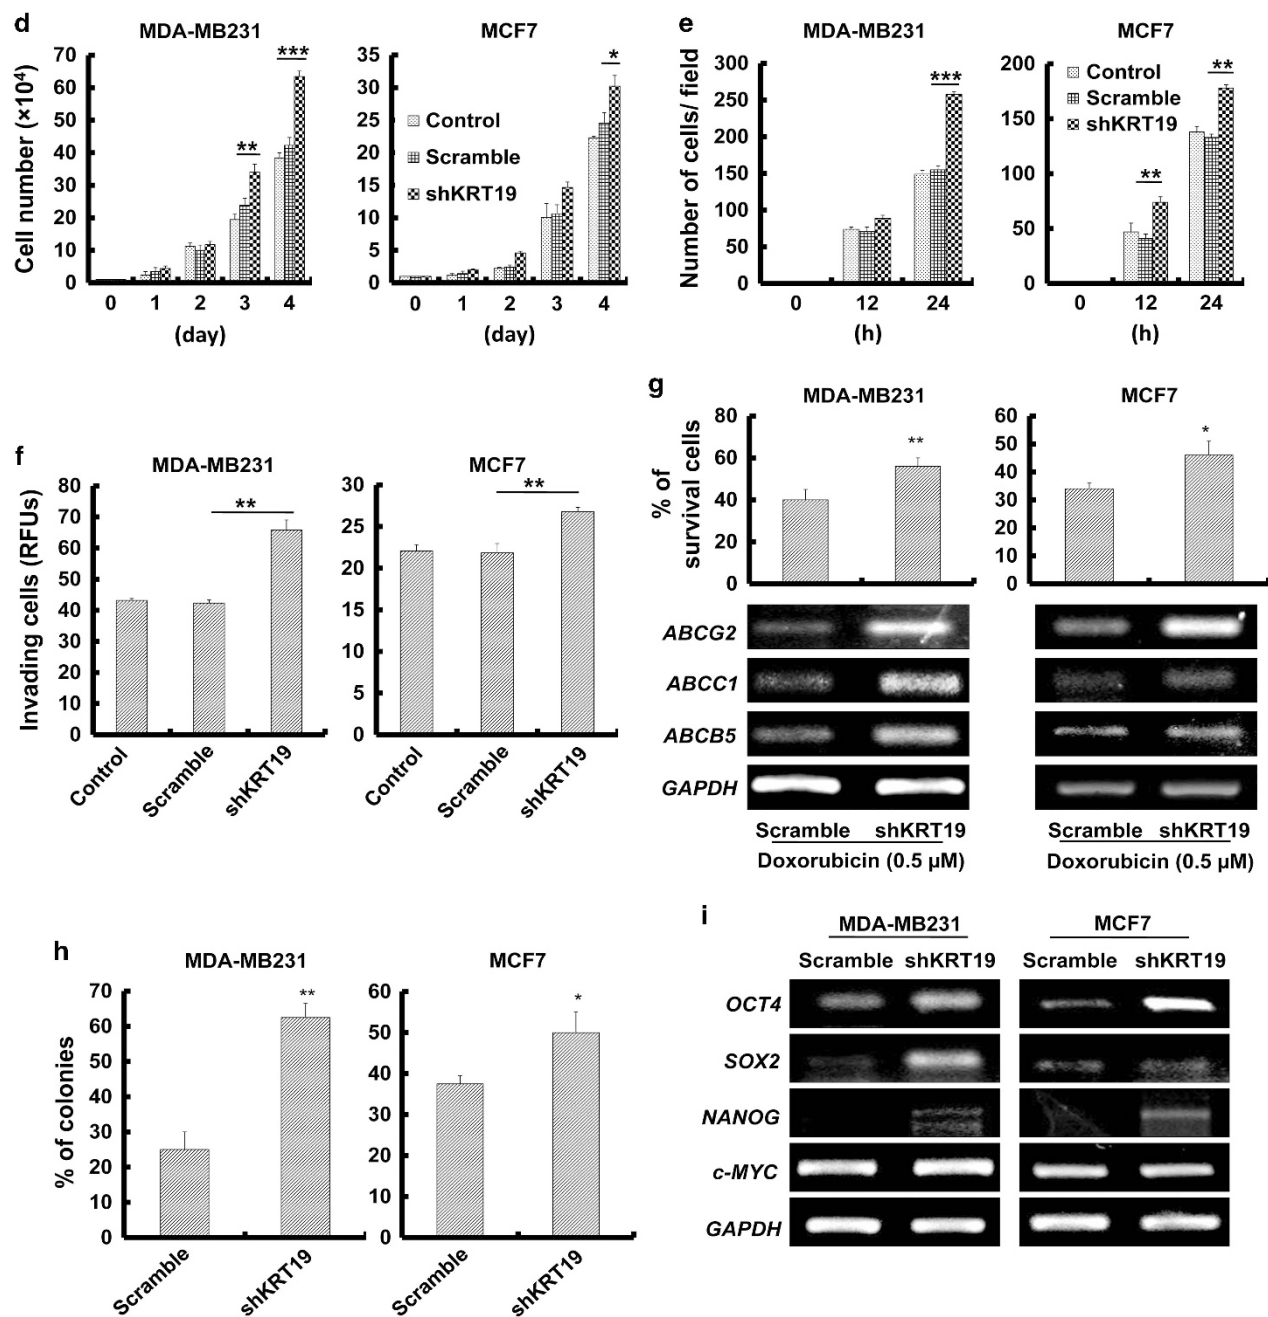 d
MDA-MB231
MCF7
Cell number (×10⁴)
70
60
50
40
30
20
10
0
***
**
0 1 2 3 4
(day)
35
30
25
20
15
10
5
0
*
Control
Scramble
shKRT19
0 1 2 3 4
(day)
e
MDA-MB231
MCF7
Number of cells/ field
300
250
200
150
100
50
0
***
0 12 24
(h)
200
150
100
50
0
Control
Scramble
shKRT19
**
**
0 12 24
(h)
f
MDA-MB231
MCF7
Invading cells (RFUs)
80
70
60
50
40
30
20
10
0
**
Control
Scramble
shKRT19
30
25
20
15
10
5
0
**
Control
Scramble
shKRT19
g
MDA-MB231
MCF7
% of
survival cells
80
60
40
20
0
**
60
50
40
30
20
10
0
*
ABCG2
ABCC1
ABCB5
GAPDH
Scramble shKRT19
Doxorubicin (0.5 µM)
Scramble shKRT19
Doxorubicin (0.5 µM)
h
MDA-MB231
MCF7
% of colonies
70
60
50
40
30
20
10
0
**
Scramble
shKRT19
60
50
40
30
20
10
0
*
Scramble
shKRT19
i
MDA-MB231
MCF7
Scramble shKRT19
Scramble shKRT19
OCT4
SOX2
NANOG
c-MYC
GAPDH